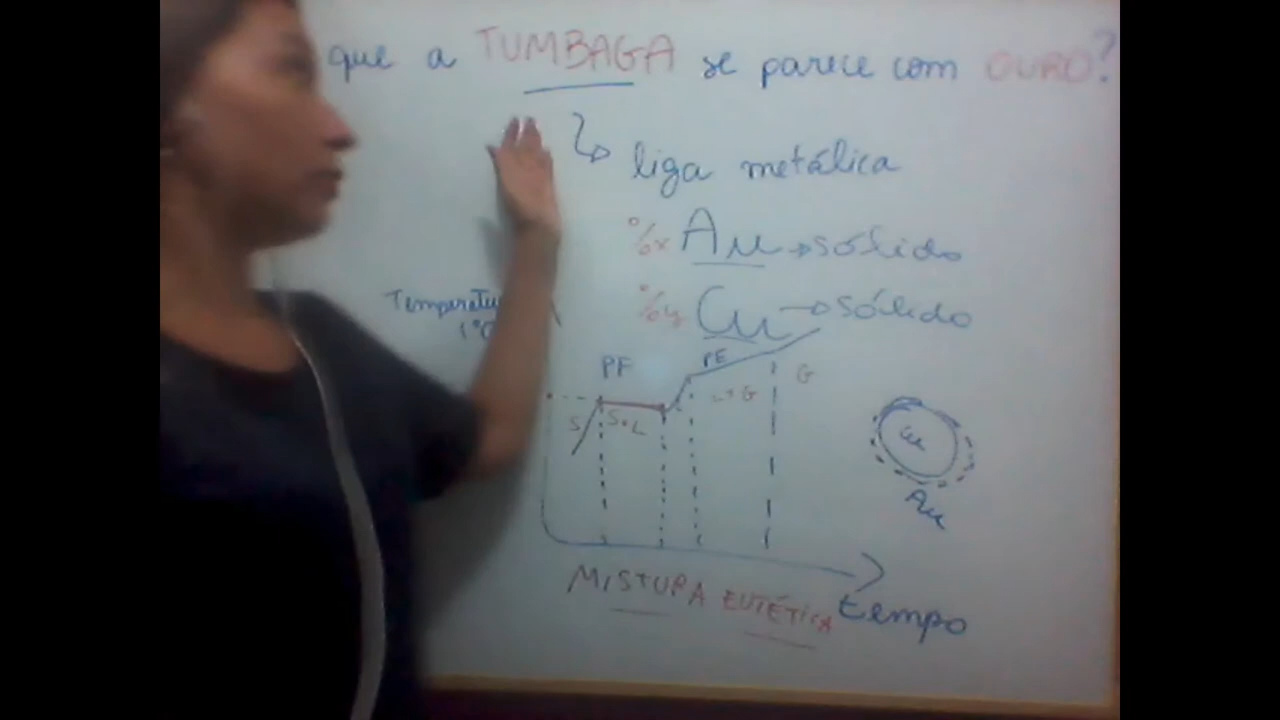 que a TUMBAGA se parece com OURO?
liga metálica
%x Au → sólido
%y Cu → sólido
Temperatu
PF
PE
G
S
S+L
L+G
Cu
Au
MISTURA EUTÉTICA
tempo